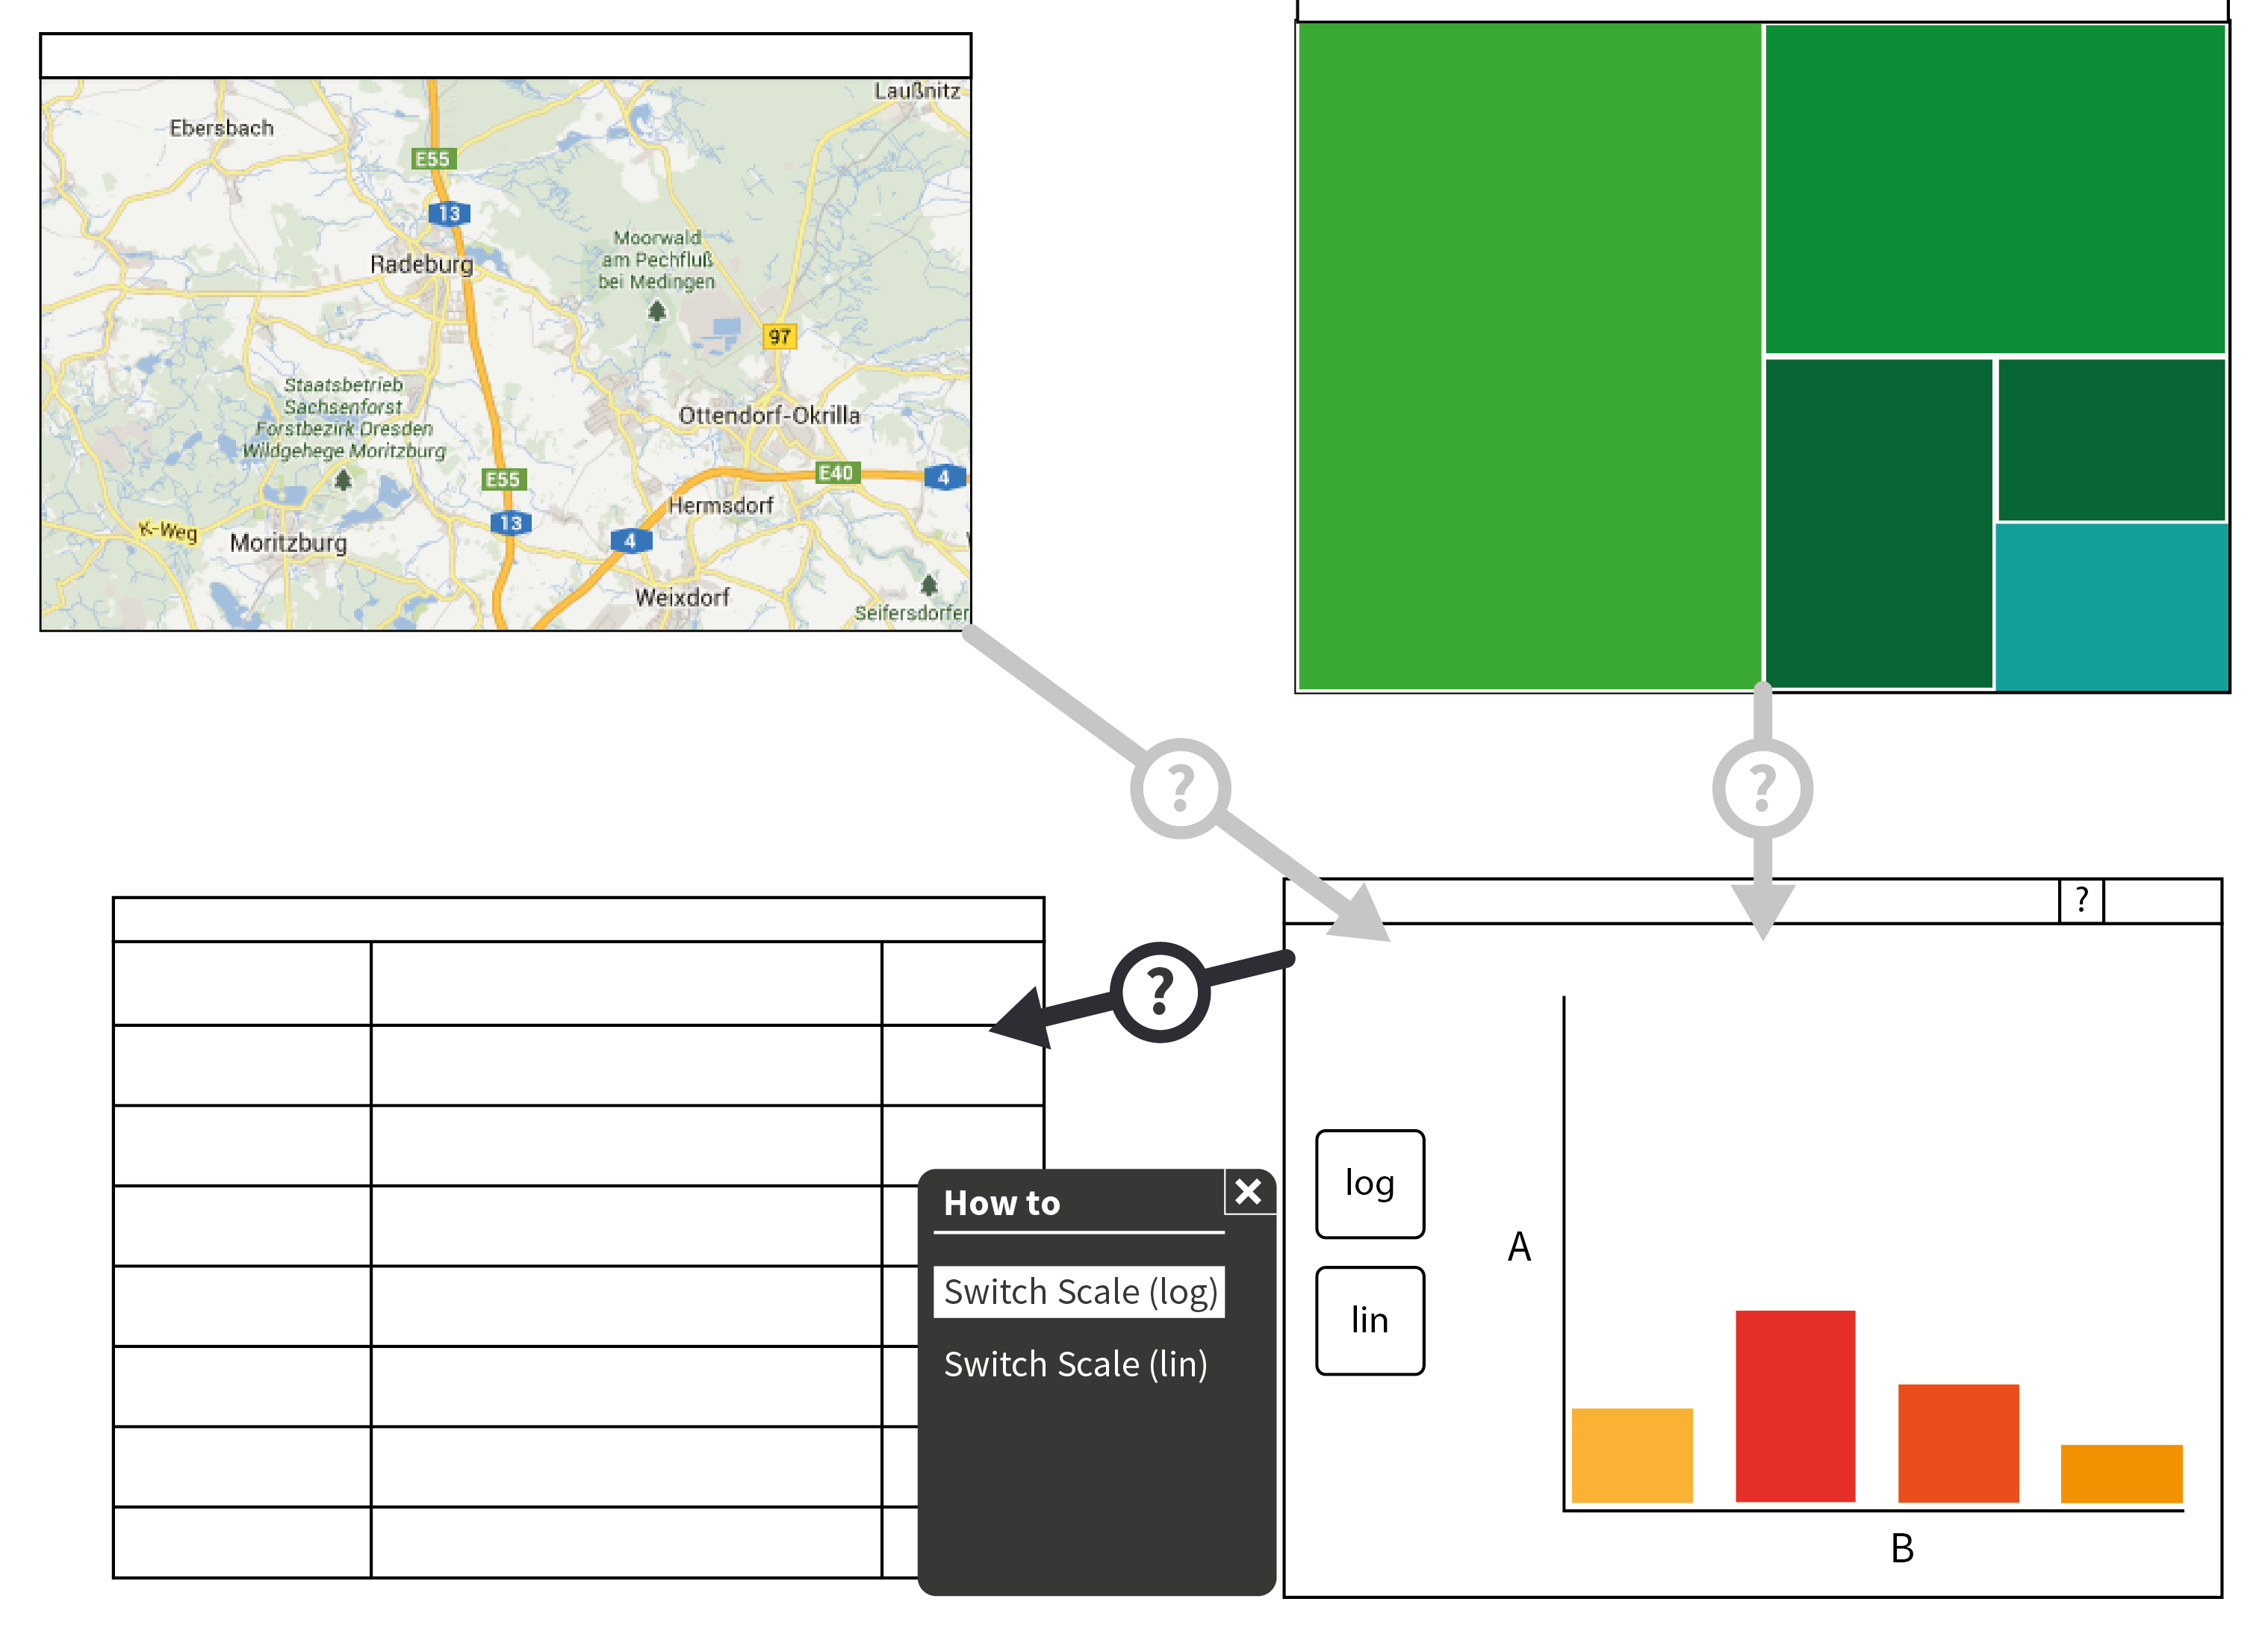 Laußnitz
Ebersbach
E55
13
Radeburg
Moorwald
am Pechfluß
bei Medingen
97
Staatsbetrieb
Sachsenforst
Forstbezirk Dresden
Wildgehege Moritzburg
Ottendorf-Okrilla
E55
E40
4
Hermsdorf
13
K-Weg
4
Moritzburg
Weixdorf
Seifersdorfer
?
?
?
?
log
lin
A
B
How to
Switch Scale (log)
Switch Scale (lin)